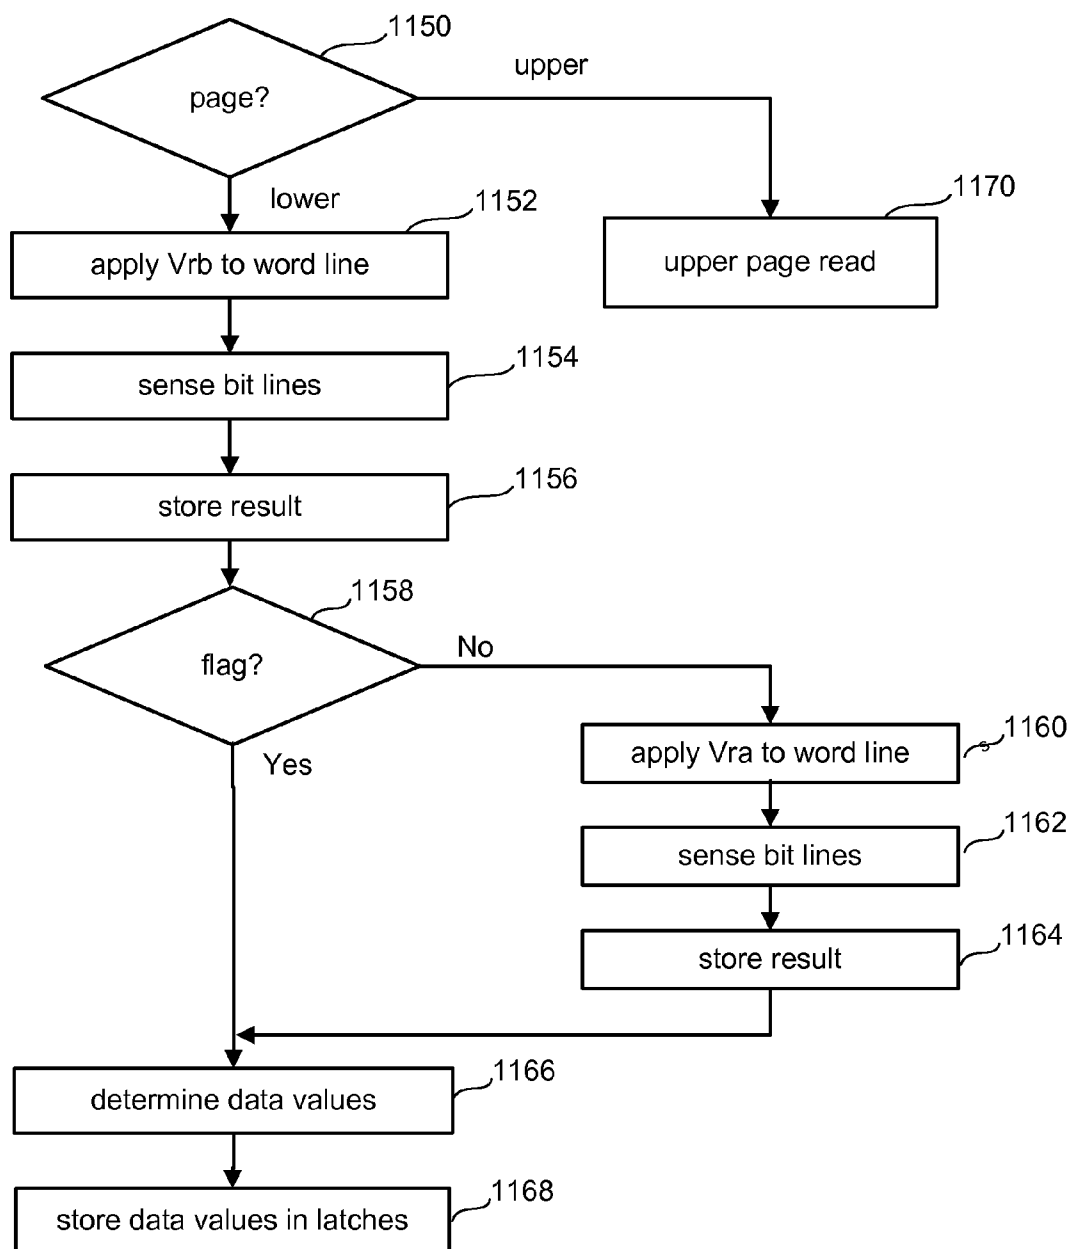 1150
page?
upper
lower
1152
1170
apply Vrb to word line
upper page read
1154
sense bit lines
1156
store result
1158
flag?
No
Yes
1160
apply Vra to word line
s
1162
sense bit lines
1164
store result
1166
determine data values
1168
store data values in latches